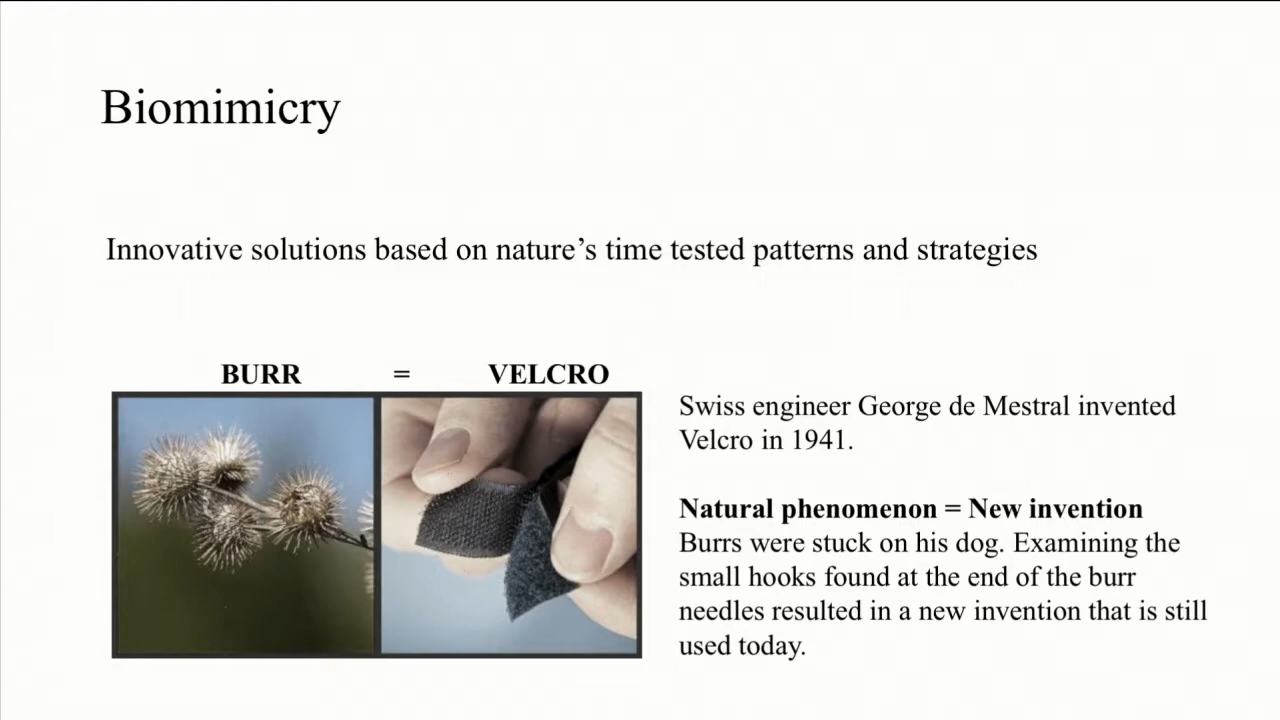 Biomimicry
Innovative solutions based on nature’s time tested patterns and strategies
BURR = VELCRO
Swiss engineer George de Mestral invented
Velcro in 1941.
Natural phenomenon = New invention
Burrs were stuck on his dog. Examining the
small hooks found at the end of the burr
needles resulted in a new invention that is still
used today.